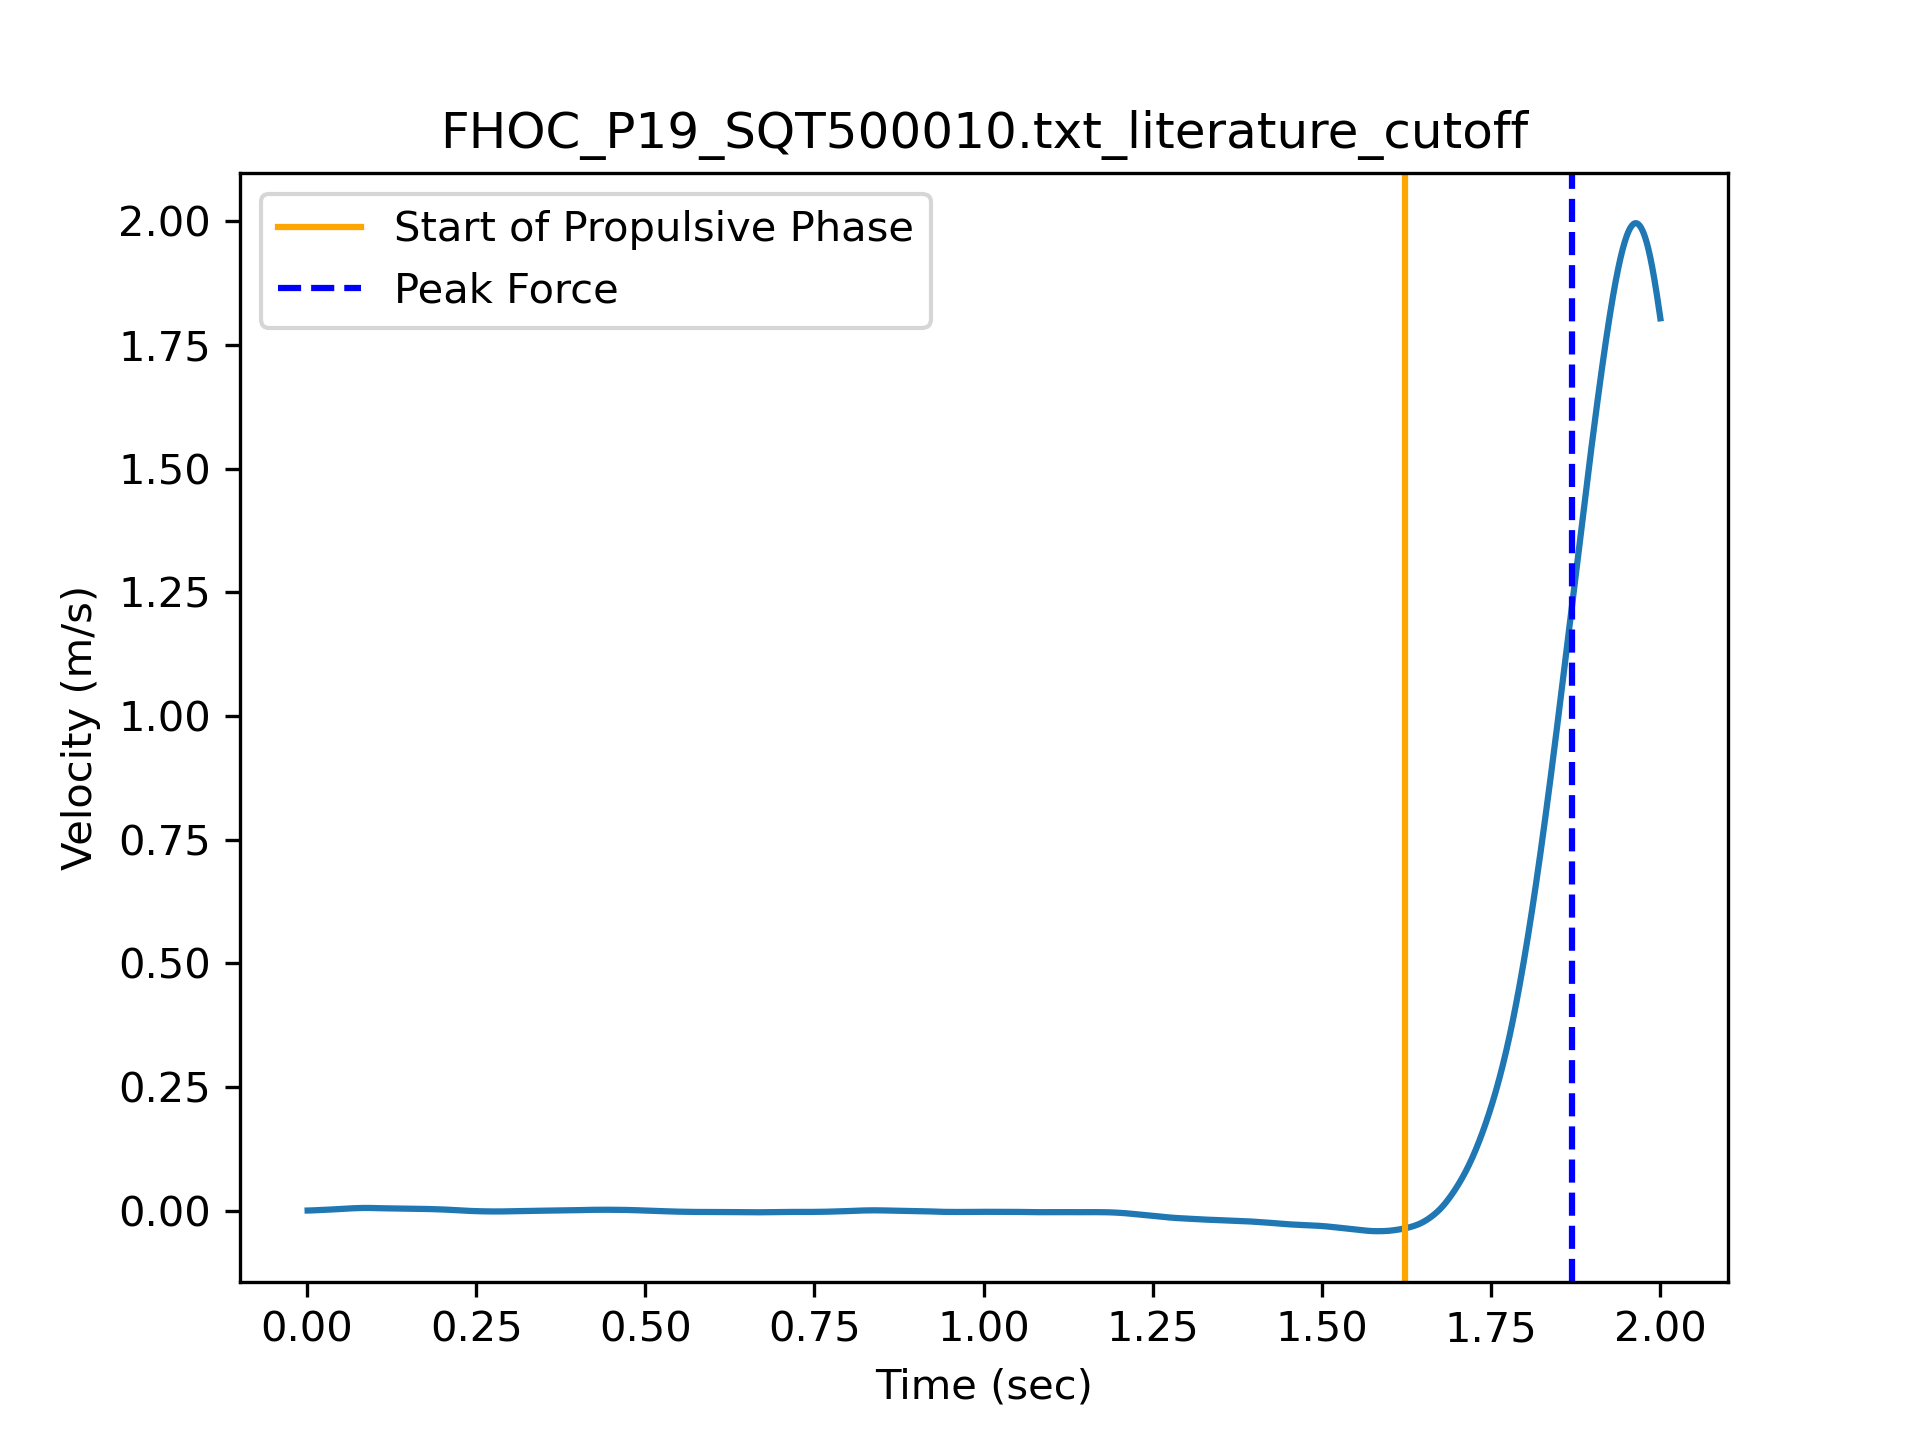 FHOC_P19_SQT500010.txt_literature_cutoff
Start of Propulsive Phase
Peak Force
2.00
1.75
1.50
1.25
1.00
0.75
0.50
0.25
0.00
Velocity (m/s)
0.00 0.25 0.50 0.75 1.00 1.25 1.50 1.75 2.00
Time (sec)